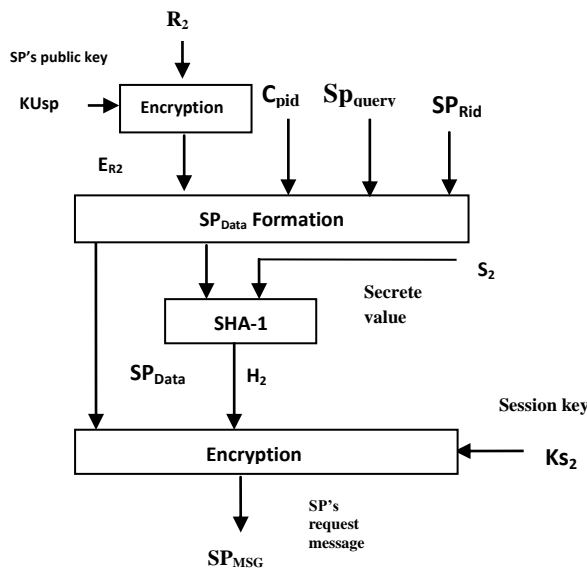 R2
SP's public key
KUsp
Encryption
Cpid
Spquery
SPRid
ER2
SPData Formation
S2
Secrete
value
SHA-1
SPData
H2
Session key
Encryption
Ks2
SP's
request
message
SPMSG